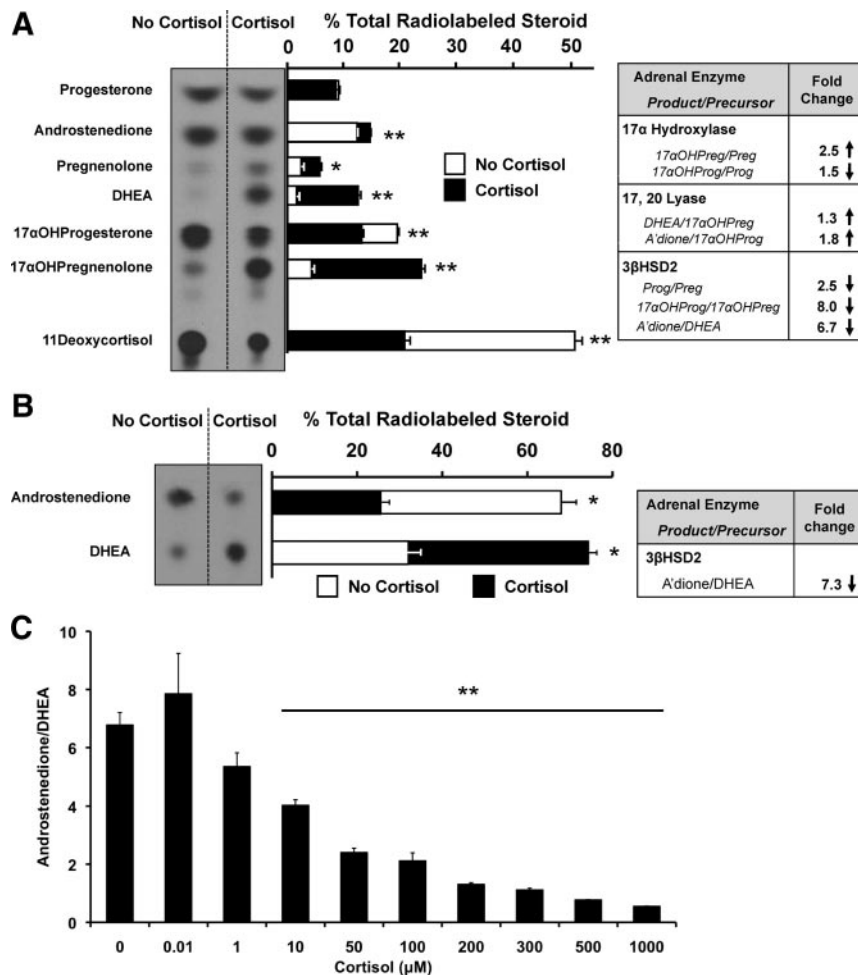 A
No Cortisol Cortisol
% Total Radiolabeled Steroid
0 10 20 30 40 50
Progesterone
Androstenedione
**
Pregnenolone
*
DHEA
**
17αOHProgesterone
**
17αOHPregnenolone
**
11Deoxycortisol
**
No Cortisol
Cortisol
Adrenal Enzyme
Product/Precursor
Fold
Change
17α Hydroxylase
17αOHPreg/Preg 2.5 ↑
17αOHProg/Prog 1.5 ↓
17, 20 Lyase
DHEA/17αOHPreg 1.3 ↑
A'dione/17αOHProg 1.8 ↑
3βHSD2
Prog/Preg 2.5 ↓
17αOHProg/17αOHPreg 8.0 ↓
A'dione/DHEA 6.7 ↓
B
No Cortisol Cortisol
% Total Radiolabeled Steroid
0 20 40 60 80
Androstenedione
*
DHEA
*
No Cortisol Cortisol
Adrenal Enzyme
Product/Precursor
Fold
change
3βHSD2
A'dione/DHEA 7.3 ↓
C
Androstenedione/DHEA
10
8
6
4
2
0
**
0 0.01 1 10 50 100 200 300 500 1000
Cortisol (µM)